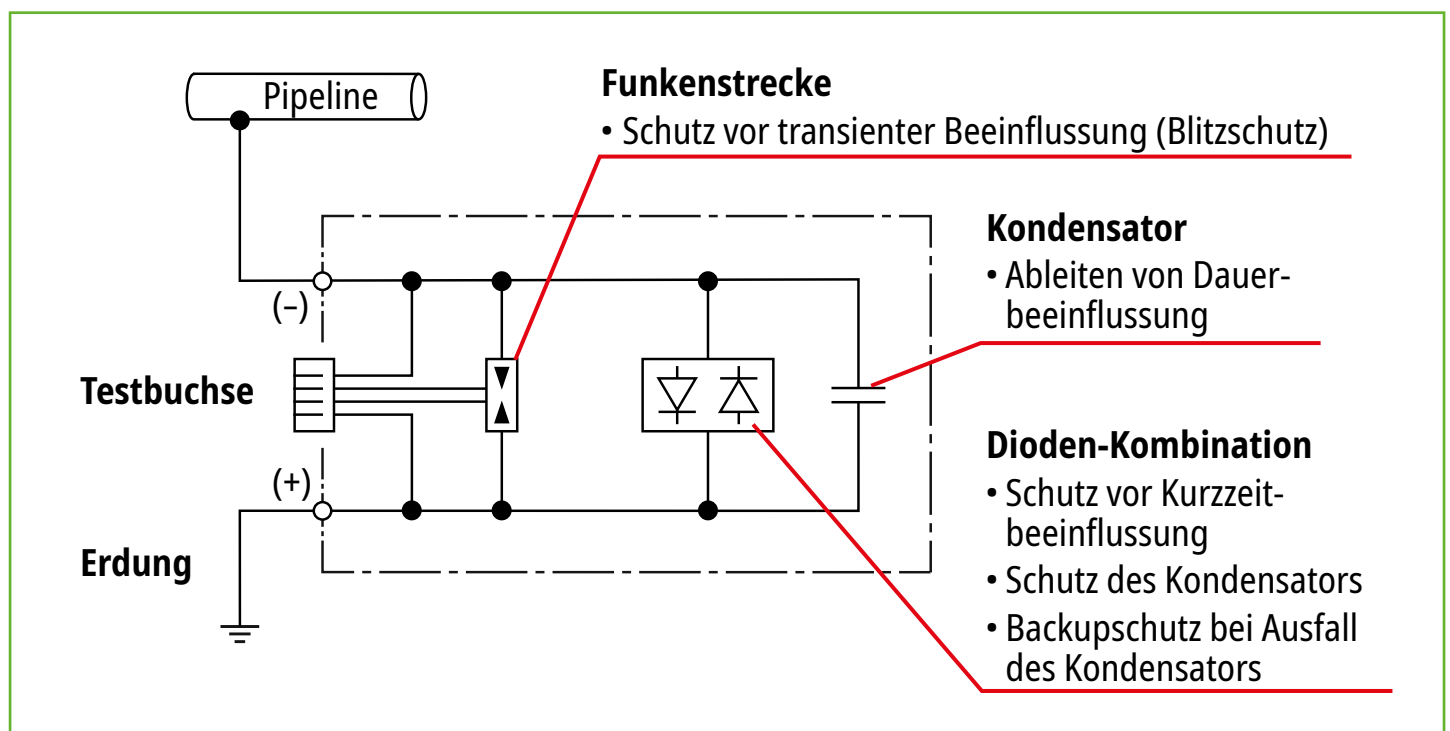 Pipeline
Funkenstrecke
• Schutz vor transienter Beeinflussung (Blitzschutz)
Kondensator
• Ableiten von Dauer-
beeinflussung
(–)
Testbuchse
(+)
Erdung
Dioden-Kombination
• Schutz vor Kurzzeit-
beeinflussung
• Schutz des Kondensators
• Backupschutz bei Ausfall
des Kondensators